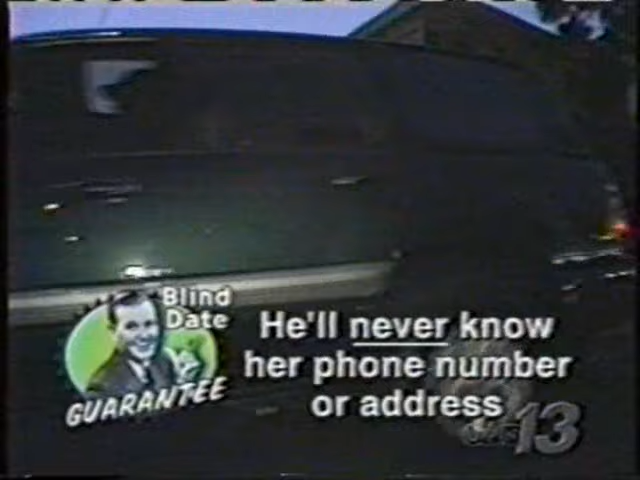 Blind
Date
GUARANTEE
He'll never know
her phone number
or address
13